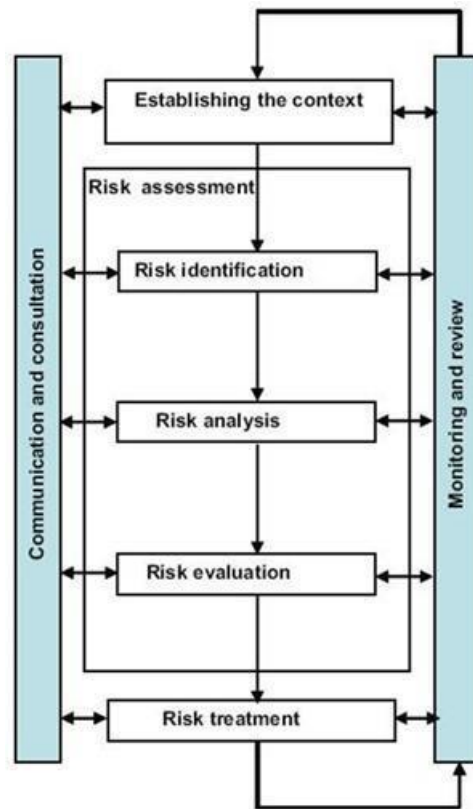 Establishing the context
Risk assessment
Risk identification
Risk analysis
Risk evaluation
Risk treatment
Communication and consultation
Monitoring and review